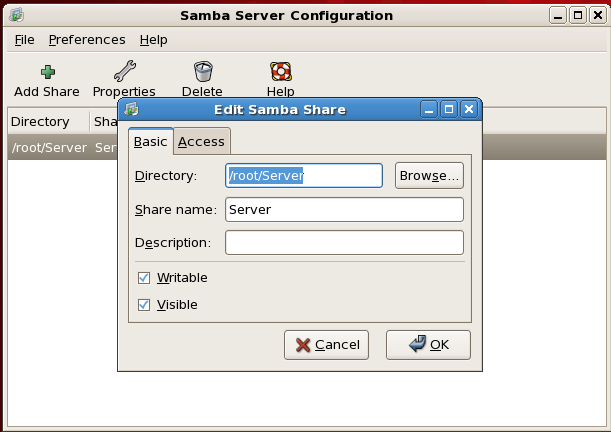 Samba Server Configuration
File Preferences Help
Add Share Properties Delete Help
Directory Sha
/root/Server Ser
Edit Samba Share
Basic Access
Directory: /root/Server Browse...
Share name: Server
Description:
Writable
Visible
Cancel OK